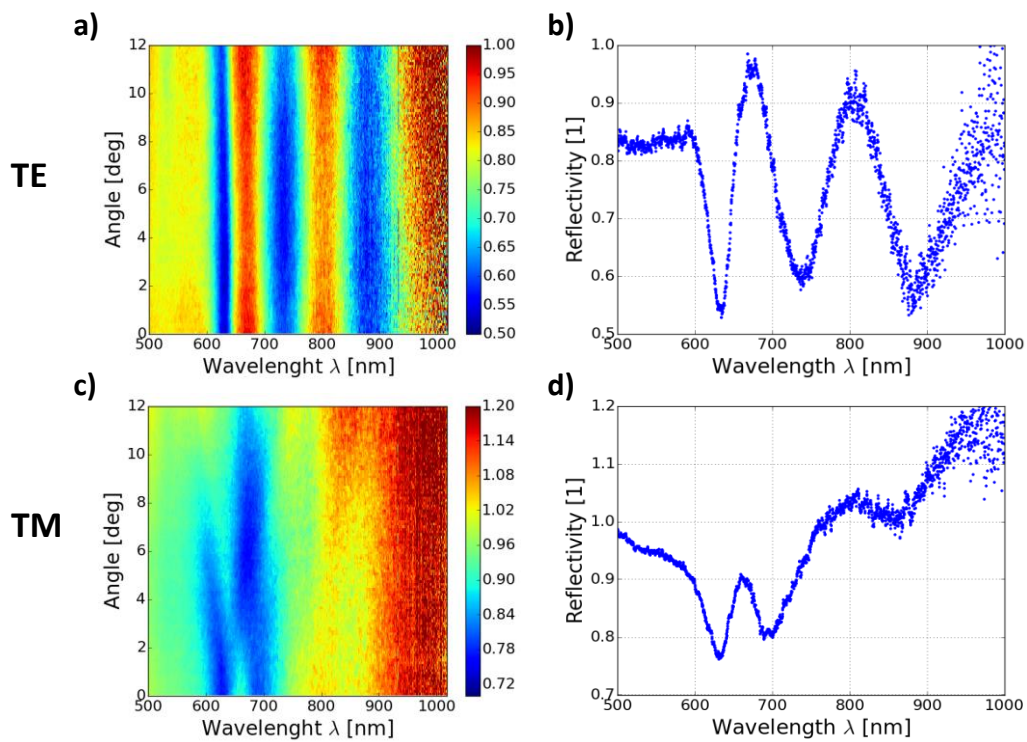 a)
b)
TE
Angle [deg]
12
10
8
6
4
2
0
500 600 700 800 900 1000
Wavelenght λ [nm]
1.00
0.95
0.90
0.85
0.80
0.75
0.70
0.65
0.60
0.55
0.50
Reflectivity [1]
1.0
0.9
0.8
0.7
0.6
0.5
500 600 700 800 900 1000
Wavelength λ [nm]
c)
d)
TM
Angle [deg]
12
10
8
6
4
2
0
500 600 700 800 900 1000
Wavelenght λ [nm]
1.20
1.14
1.08
1.02
0.96
0.90
0.84
0.78
0.72
Reflectivity [1]
1.2
1.1
1.0
0.9
0.8
0.7
500 600 700 800 900 1000
Wavelength λ [nm]